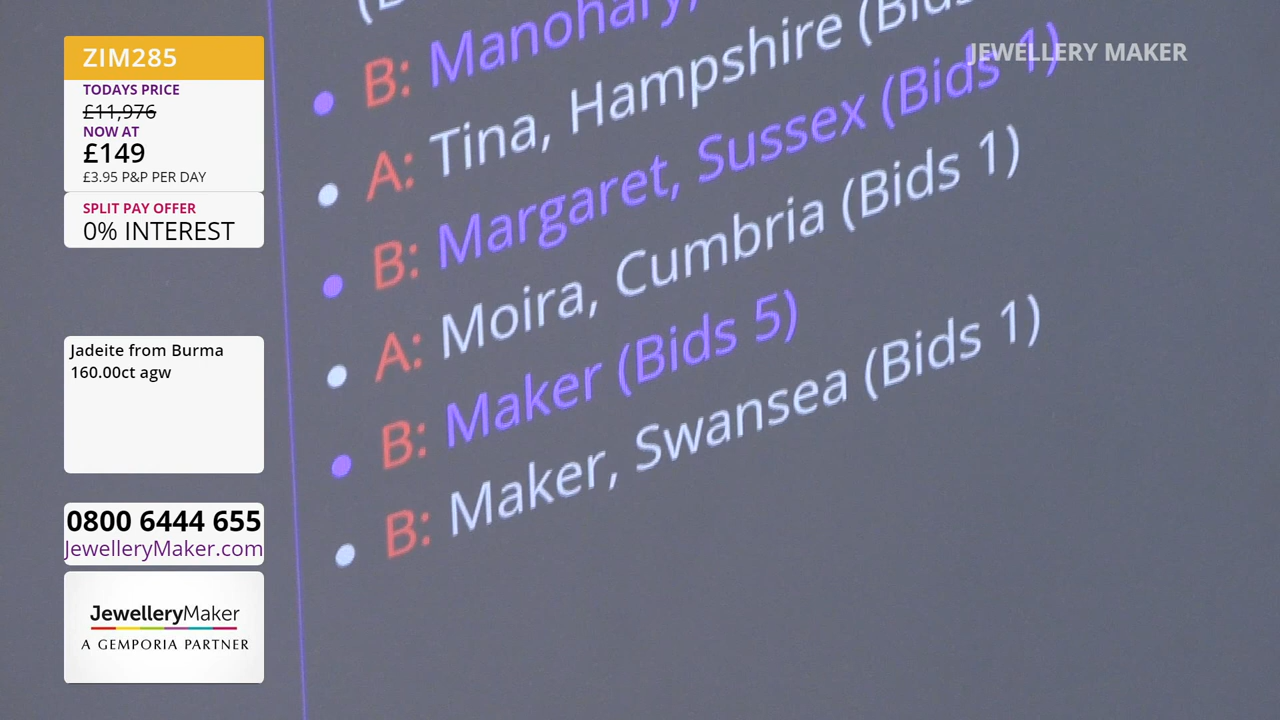 ZIM285
TODAYS PRICE
£11,976
NOW AT
£149
£3.95 P&P PER DAY
SPLIT PAY OFFER
0% INTEREST
Jadeite from Burma
160.00ct agw
0800 6444 655
JewelleryMaker.com
JewelleryMaker
A GEMPORIA PARTNER
JEWELLERY MAKER
B: Manohary,
A: Tina, Hampshire (Bids
B: Margaret, Sussex (Bids 1)
A: Moira, Cumbria (Bids 1)
B: Maker (Bids 5)
B: Maker, Swansea (Bids 1)